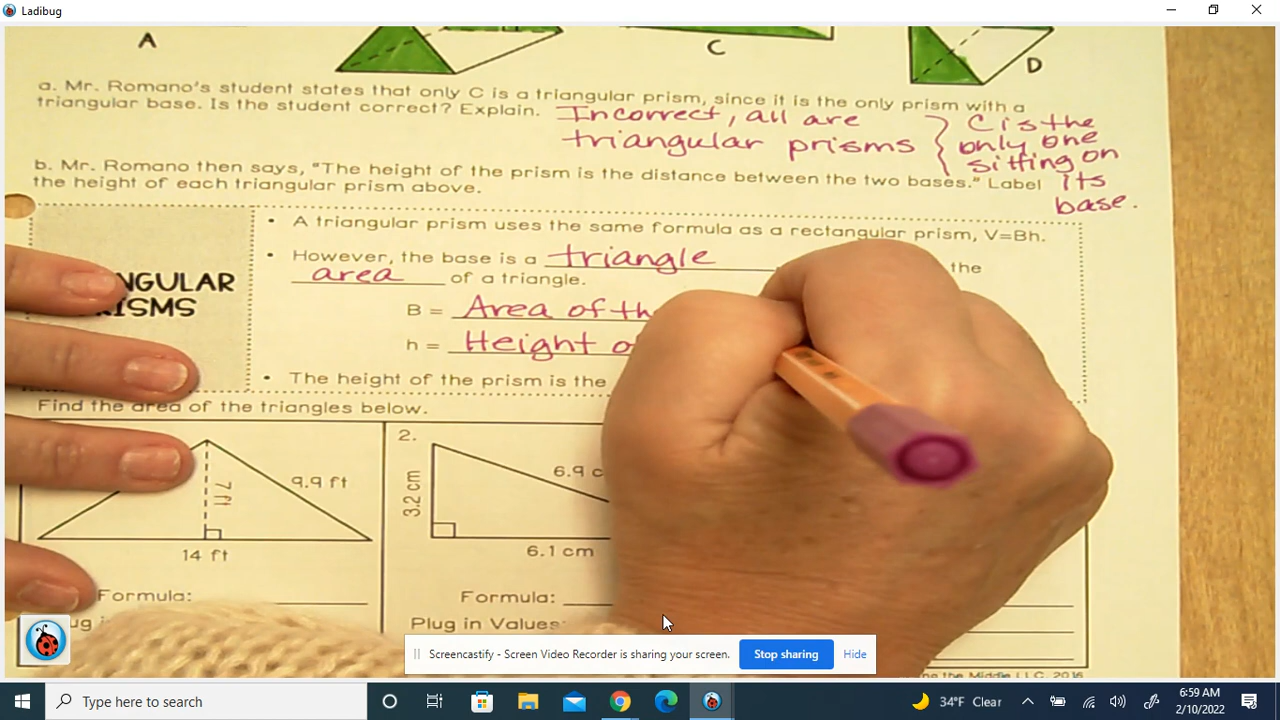 Ladibug
A
C
D
a. Mr. Romano's student states that only C is a triangular prism, since it is the only prism with a
triangular base. Is the student correct? Explain. Incorrect, all are
triangular prisms
C is the
only one
sitting on
its
base.
b. Mr. Romano then says, "The height of the prism is the distance between the two bases." Label
the height of each triangular prism above.
• A triangular prism uses the same formula as a rectangular prism, V=Bh.
• However, the base is a triangle the
area of a triangle.
B = Area of th
h = Height o
• The height of the prism is the
NGULAR
ISMS
Find the area of the triangles below.
7 ft
9.9 ft
14 ft
Formula:
2.
3.2 cm
6.9 c
6.1 cm
Formula:
Plug in Values:
Screencastify - Screen Video Recorder is sharing your screen.
Stop sharing
Hide
Type here to search
34°F Clear
6:59 AM
2/10/2022